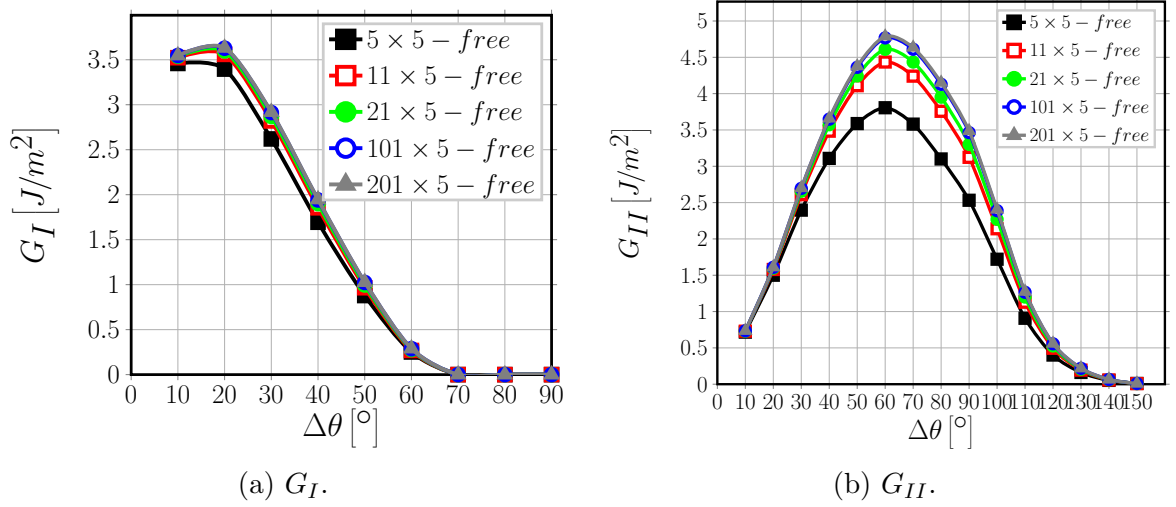 G_I [J/m²]
3.5
3
2.5
2
1.5
1
0.5
0
0 10 20 30 40 50 60 70 80 90
Δθ [°]
5 × 5 − free
11 × 5 − free
21 × 5 − free
101 × 5 − free
201 × 5 − free
(a) G_I.
G_II [J/m²]
5
4.5
4
3.5
3
2.5
2
1.5
1
0.5
0
0 10 20 30 40 50 60 70 80 90 100 110 120 130 140 150
Δθ [°]
5 × 5 − free
11 × 5 − free
21 × 5 − free
101 × 5 − free
201 × 5 − free
(b) G_II.